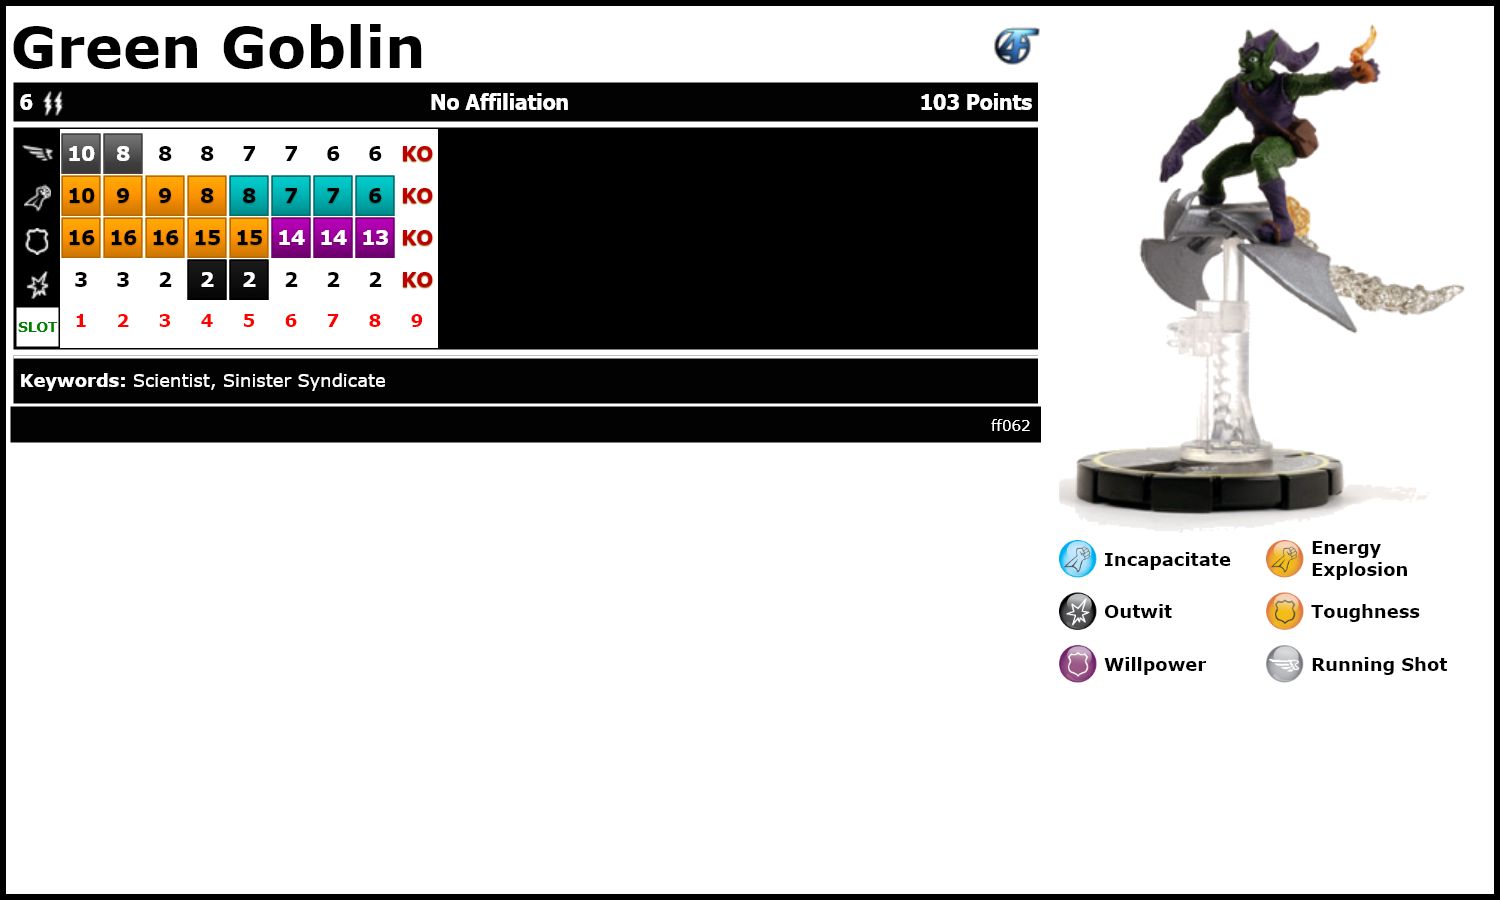 Green Goblin
6 No Affiliation 103 Points
10 8 8 8 7 7 6 6 KO
10 9 9 8 8 7 7 6 KO
16 16 16 15 15 14 14 13 KO
3 3 2 2 2 2 2 2 KO
SLOT 1 2 3 4 5 6 7 8 9
Keywords: Scientist, Sinister Syndicate
ff062
Incapacitate
Energy
Explosion
Outwit
Toughness
Willpower
Running Shot